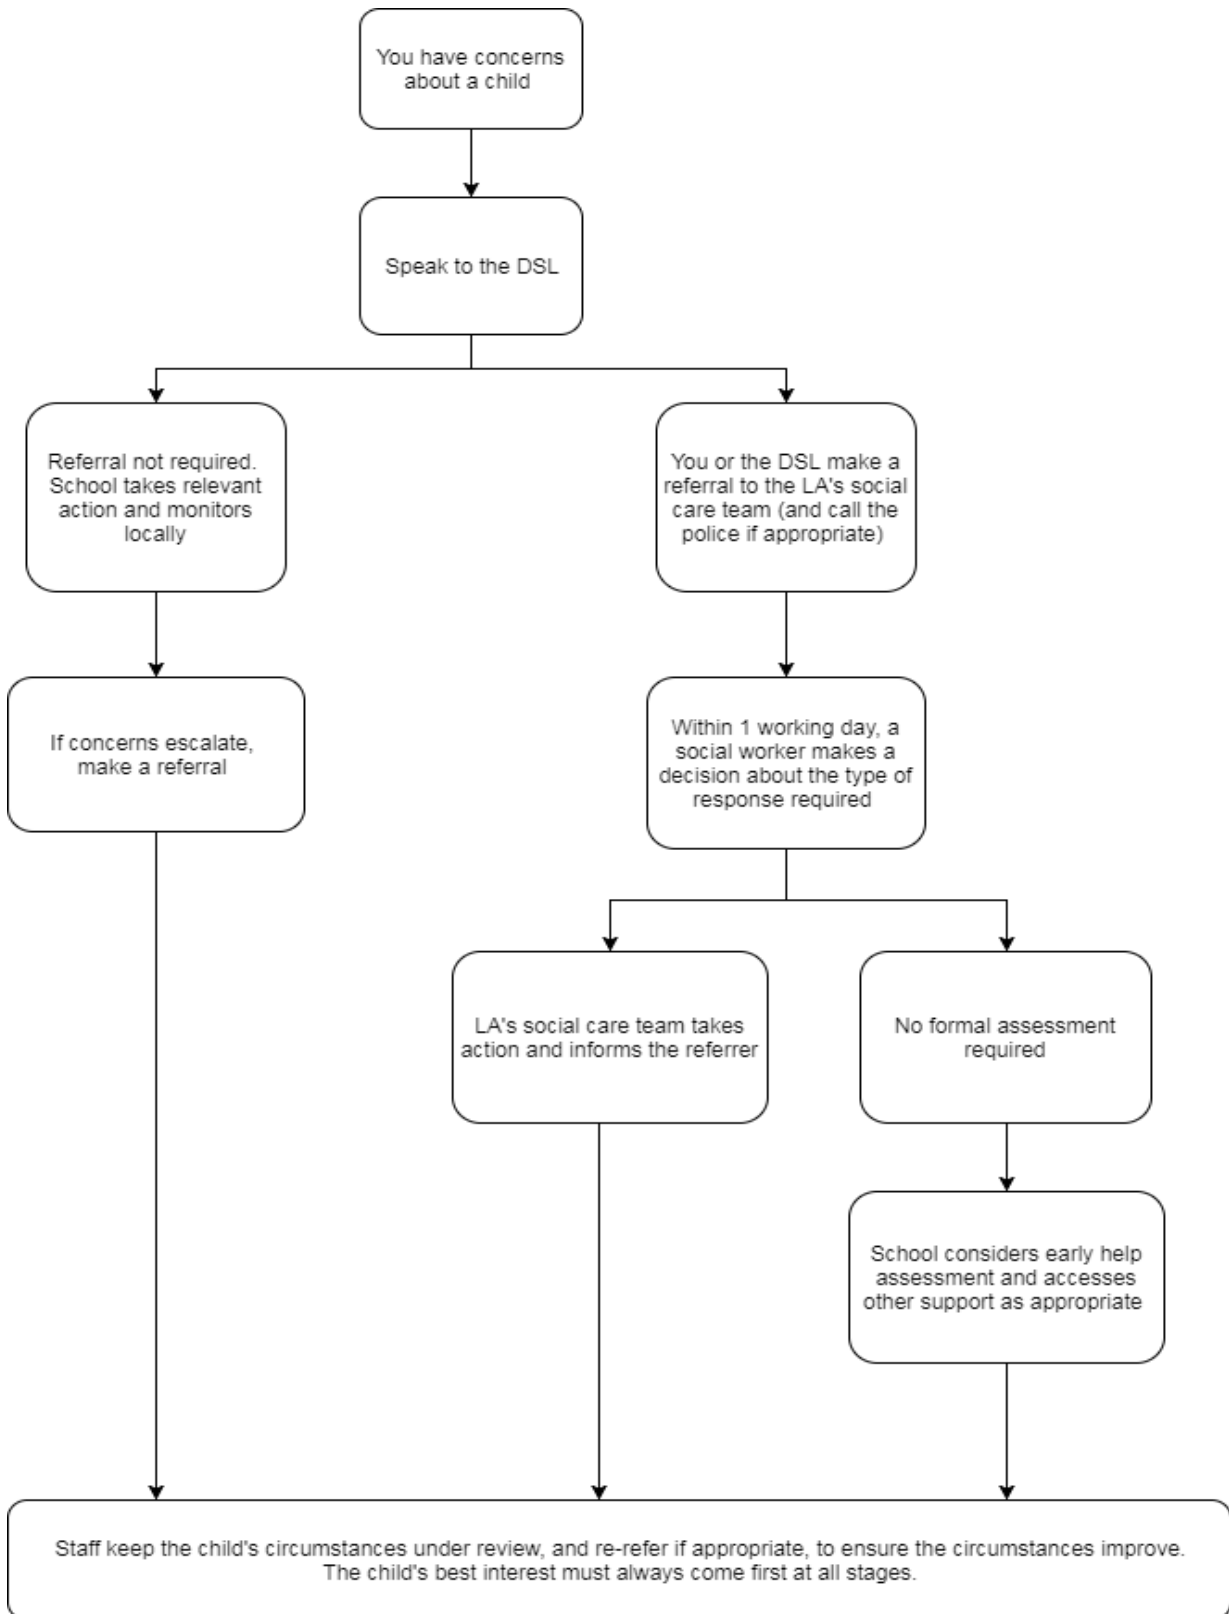 You have concerns
about a child
Speak to the DSL
Referral not required.
School takes relevant
action and monitors
locally
You or the DSL make a
referral to the LA's social
care team (and call the
police if appropriate)
If concerns escalate,
make a referral
Within 1 working day, a
social worker makes a
decision about the type of
response required
LA's social care team takes
action and informs the referrer
No formal assessment
required
School considers early help
assessment and accesses
other support as appropriate
Staff keep the child's circumstances under review, and re-refer if appropriate, to ensure the circumstances improve.
The child's best interest must always come first at all stages.